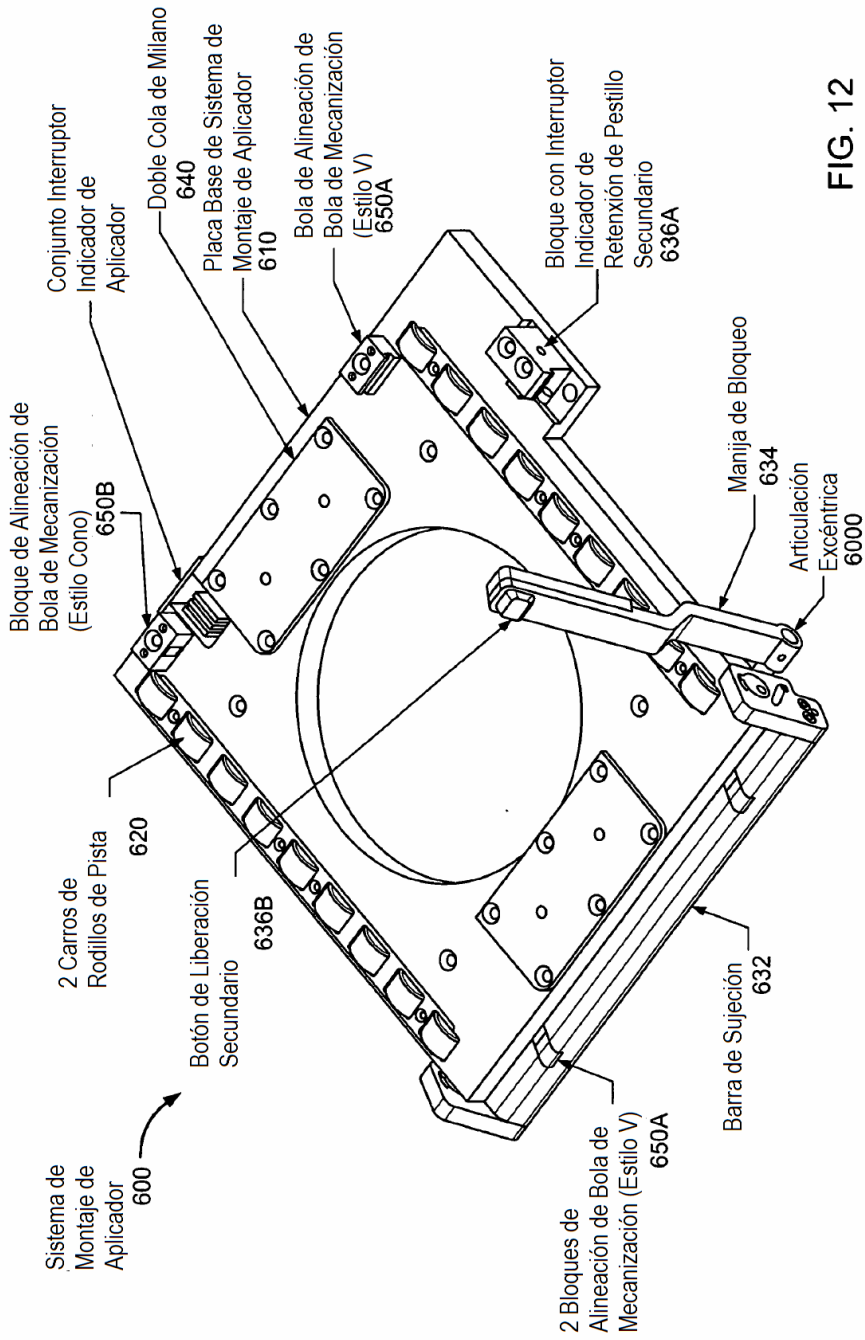 Sistema de
Montaje de
Aplicador
600
2 Carros de
Rodillos de Pista
620
Botón de Liberación
Secundario
636B
Bloque de Alineación de
Bola de Mecanización
(Estilo Cono)
650B
Conjunto Interruptor
Indicador de
Aplicador
Doble Cola de Milano
640
Placa Base de Sistema de
Montaje de Aplicador
610
Bola de Alineación de
Bola de Mecanización
(Estilo V)
650A
Bloque con Interruptor
Indicador de
Retenxión de Pestillo
Secundario
636A
Manija de Bloqueo
634
Articulación
Excéntrica
6000
Barra de Sujeción
632
2 Bloques de
Alineación de Bola de
Mecanización (Estilo V)
650A
FIG. 12